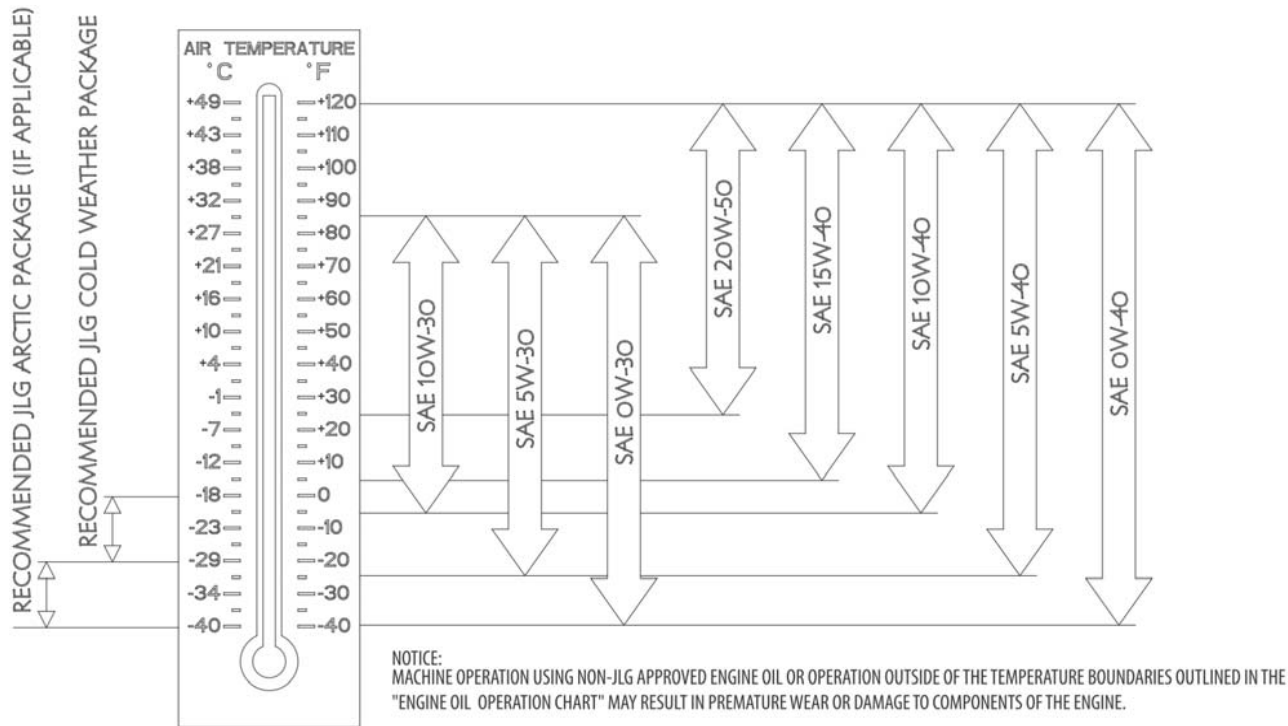 RECOMMENDED JLG ARCTIC PACKAGE (IF APPLICABLE)
RECOMMENDED JLG COLD WEATHER PACKAGE
AIR TEMPERATURE
°C °F
+49 +120
+43 +110
+38 +100
+32 +90
+27 +80
+21 +70
+16 +60
+10 +50
+4 +40
-1 +30
-7 +20
-12 +10
-18 0
-23 -10
-29 -20
-34 -30
-40 -40
SAE 10W-30
SAE 5W-30
SAE 0W-30
SAE 20W-50
SAE 15W-40
SAE 10W-40
SAE 5W-40
SAE 0W-40
NOTICE:
MACHINE OPERATION USING NON-JLG APPROVED ENGINE OIL OR OPERATION OUTSIDE OF THE TEMPERATURE BOUNDARIES OUTLINED IN THE
"ENGINE OIL OPERATION CHART" MAY RESULT IN PREMATURE WEAR OR DAMAGE TO COMPONENTS OF THE ENGINE.